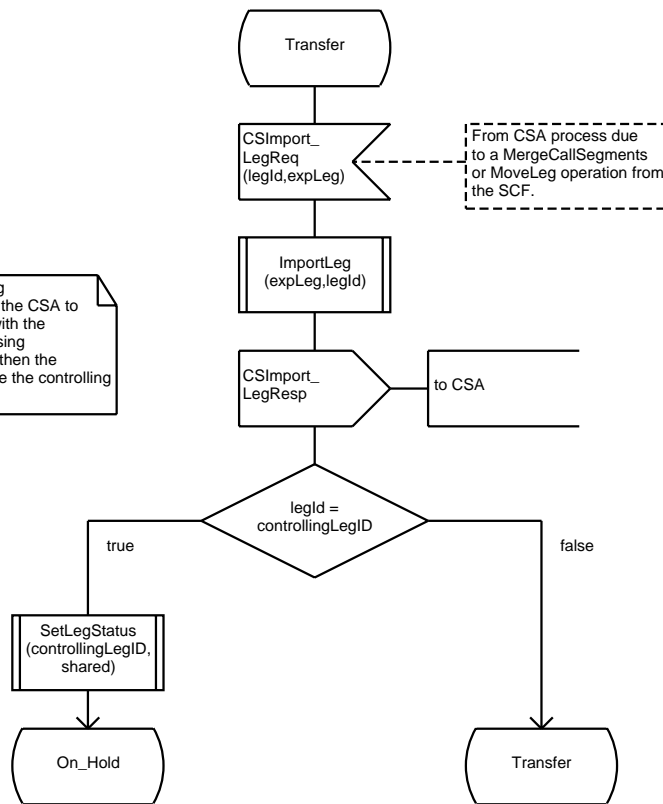 Transfer
CSImport_
LegReq
(legId,expLeg)
From CSA process due
to a MergeCallSegments
or MoveLeg operation from
the SCF.
ImportLeg
(expLeg,legId)
the CSA to
with the
then the
the controlling
CSImport_
LegResp
to CSA
legId =
controllingLegID
true
false
SetLegStatus
(controllingLegID,
shared)
On_Hold
Transfer